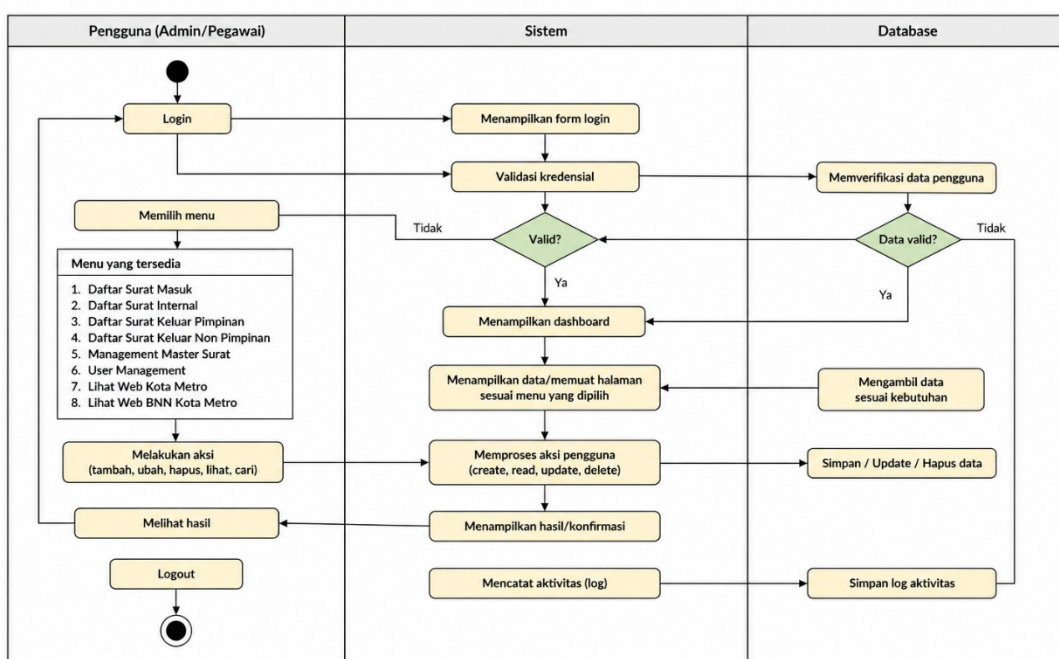 Pengguna (Admin/Pegawai)
Sistem
Database
Login
Menampilkan form login
Validasi kredensial
Memverifikasi data pengguna
Memilih menu
Tidak
Valid?
Data valid?
Tidak
Menu yang tersedia
1. Daftar Surat Masuk
2. Daftar Surat Internal
3. Daftar Surat Keluar Pimpinan
4. Daftar Surat Keluar Non Pimpinan
5. Management Master Surat
6. User Management
7. Lihat Web Kota Metro
8. Lihat Web BNN Kota Metro
Ya
Ya
Menampilkan dashboard
Menampilkan data/memuat halaman
sesuai menu yang dipilih
Mengambil data
sesuai kebutuhan
Melakukan aksi
(tambah, ubah, hapus, lihat, cari)
Memproses aksi pengguna
(create, read, update, delete)
Simpan / Update / Hapus data
Melihat hasil
Menampilkan hasil/konfirmasi
Logout
Mencatat aktivitas (log)
Simpan log aktivitas